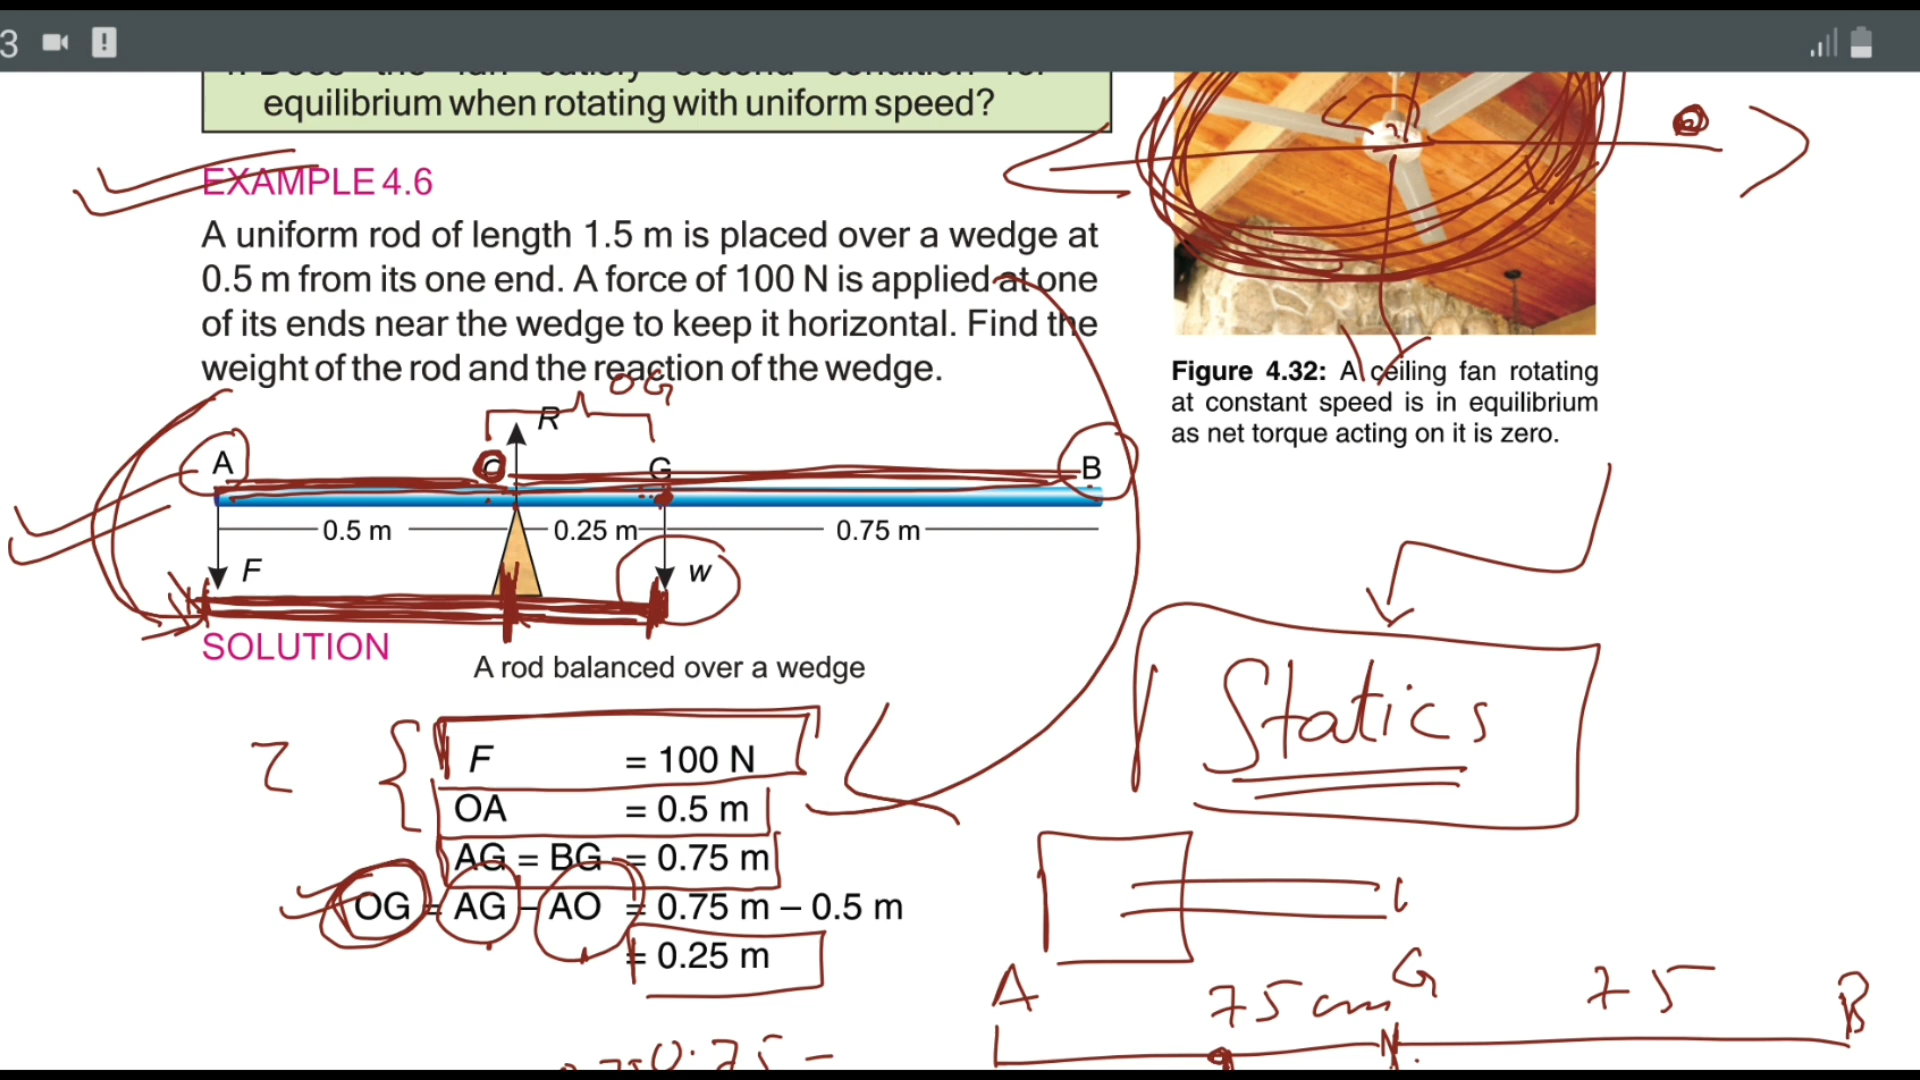 3
equilibrium when rotating with uniform speed?
EXAMPLE 4.6
A uniform rod of length 1.5 m is placed over a wedge at
0.5 m from its one end. A force of 100 N is applied at one
of its ends near the wedge to keep it horizontal. Find the
weight of the rod and the reaction of the wedge.
OG
R
A
O
G
B
0.5 m
0.25 m
0.75 m
F
w
SOLUTION
A rod balanced over a wedge
F = 100 N
OA = 0.5 m
AG = BG = 0.75 m
OG = AG – AO = 0.75 m – 0.5 m
= 0.25 m
Figure 4.32: A ceiling fan rotating
at constant speed is in equilibrium
as net torque acting on it is zero.
Statics
A 75 cm G 75 B